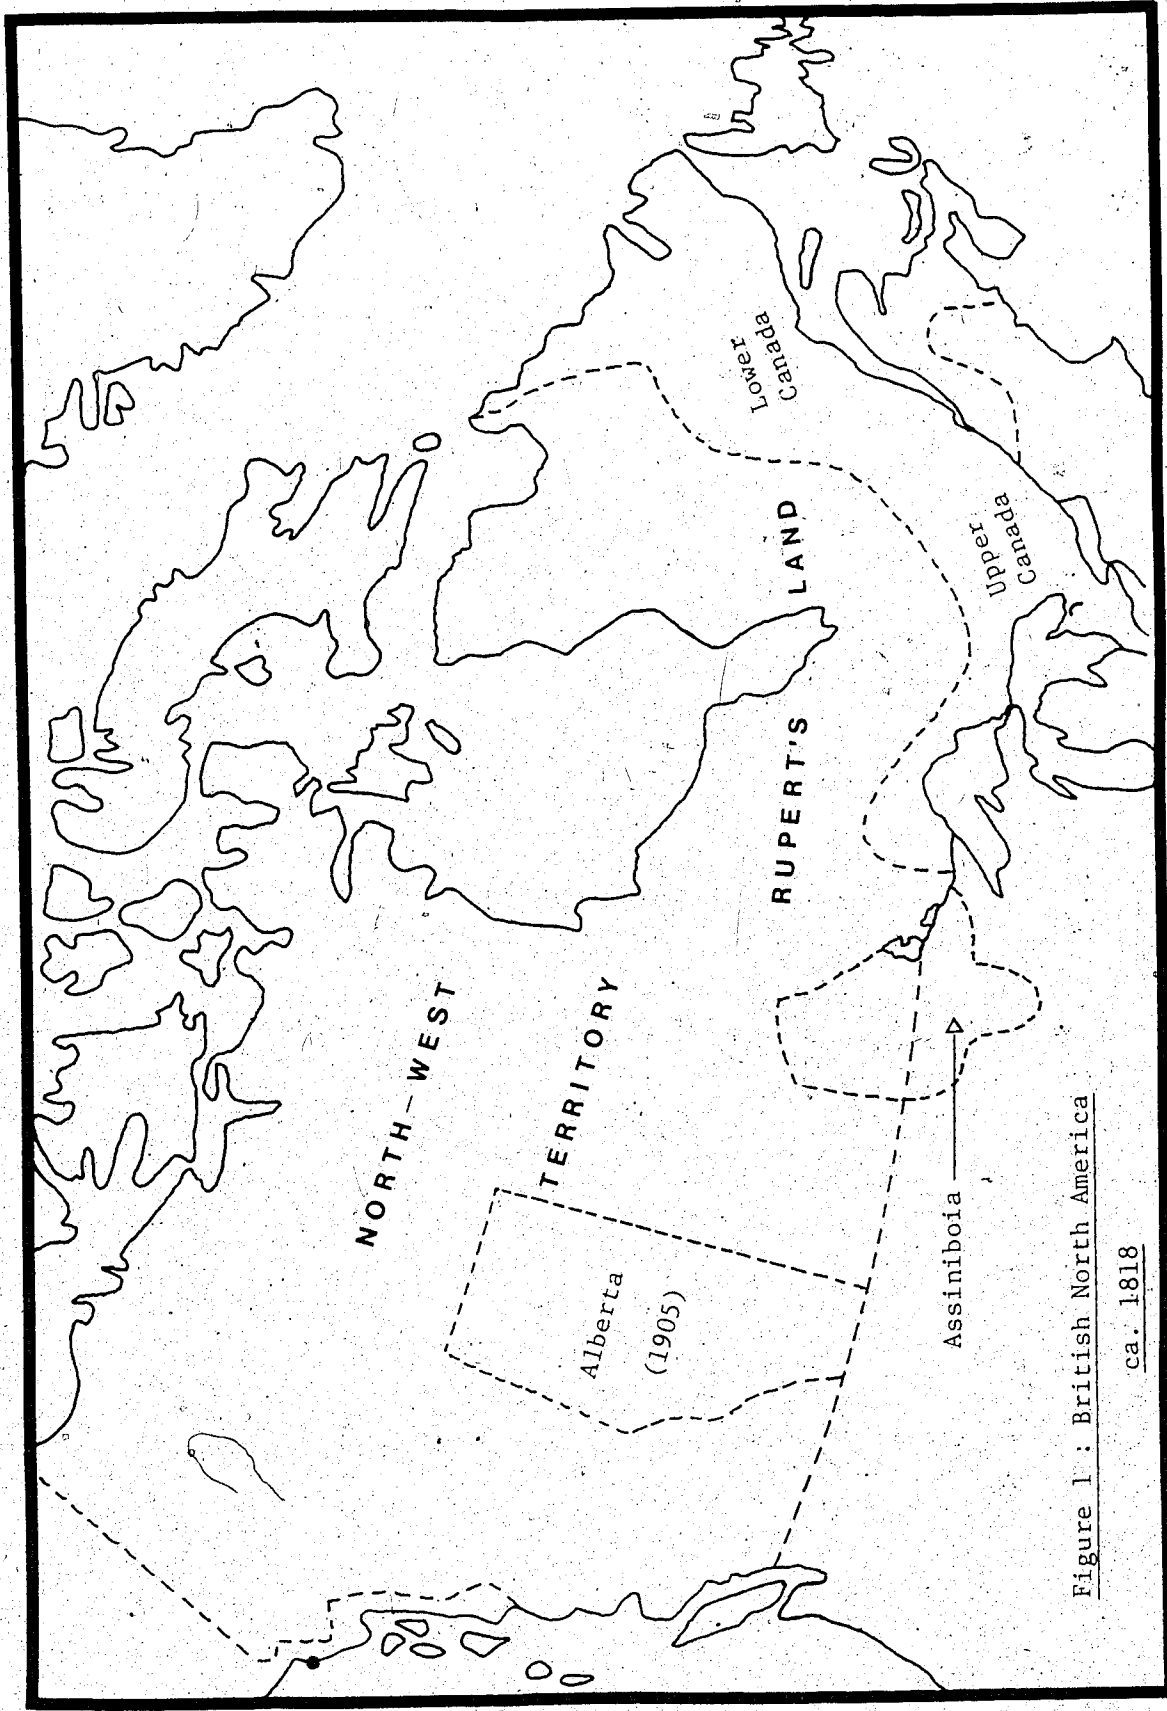 NORTH-WEST
TERRITORY
RUPERT'S LAND
Lower
Canada
Upper
Canada
Alberta
(1905)
Assiniboia
Figure 1 : British North America
ca. 1818